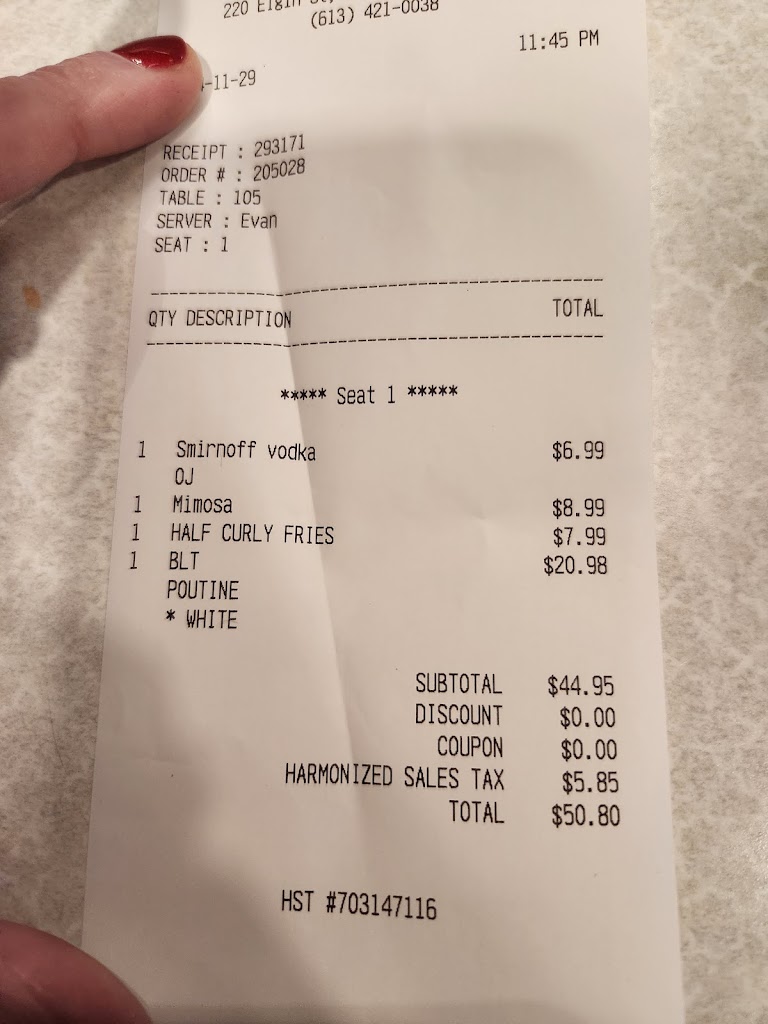 220 Elgin St,
(613) 421-0038
11:45 PM
-11-29
RECEIPT : 293171
ORDER # : 205028
TABLE : 105
SERVER : Evan
SEAT : 1
QTY DESCRIPTION TOTAL
***** Seat 1 *****
1 Smirnoff vodka $6.99
OJ
1 Mimosa $8.99
1 HALF CURLY FRIES $7.99
1 BLT $20.98
POUTINE
* WHITE
SUBTOTAL $44.95
DISCOUNT $0.00
COUPON $0.00
HARMONIZED SALES TAX $5.85
TOTAL $50.80
HST #703147116